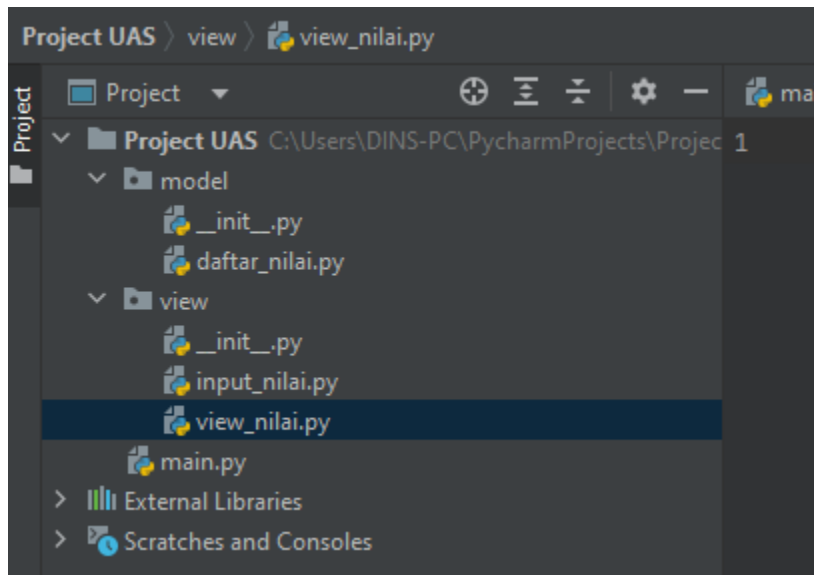 Project UAS 〉 view 〉 view_nilai.py
Project
Project
ma
Project UAS C:\Users\DINS-PC\PycharmProjects\Projec
1
model
__init__.py
daftar_nilai.py
view
__init__.py
input_nilai.py
view_nilai.py
main.py
External Libraries
Scratches and Consoles